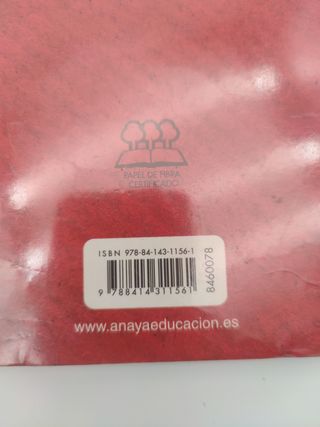 PAPEL DE FIBRA
CERTIFICADO
ISBN 978-84-143-1156-1
9 788414 311561
8460078
www.anayaeducacion.es